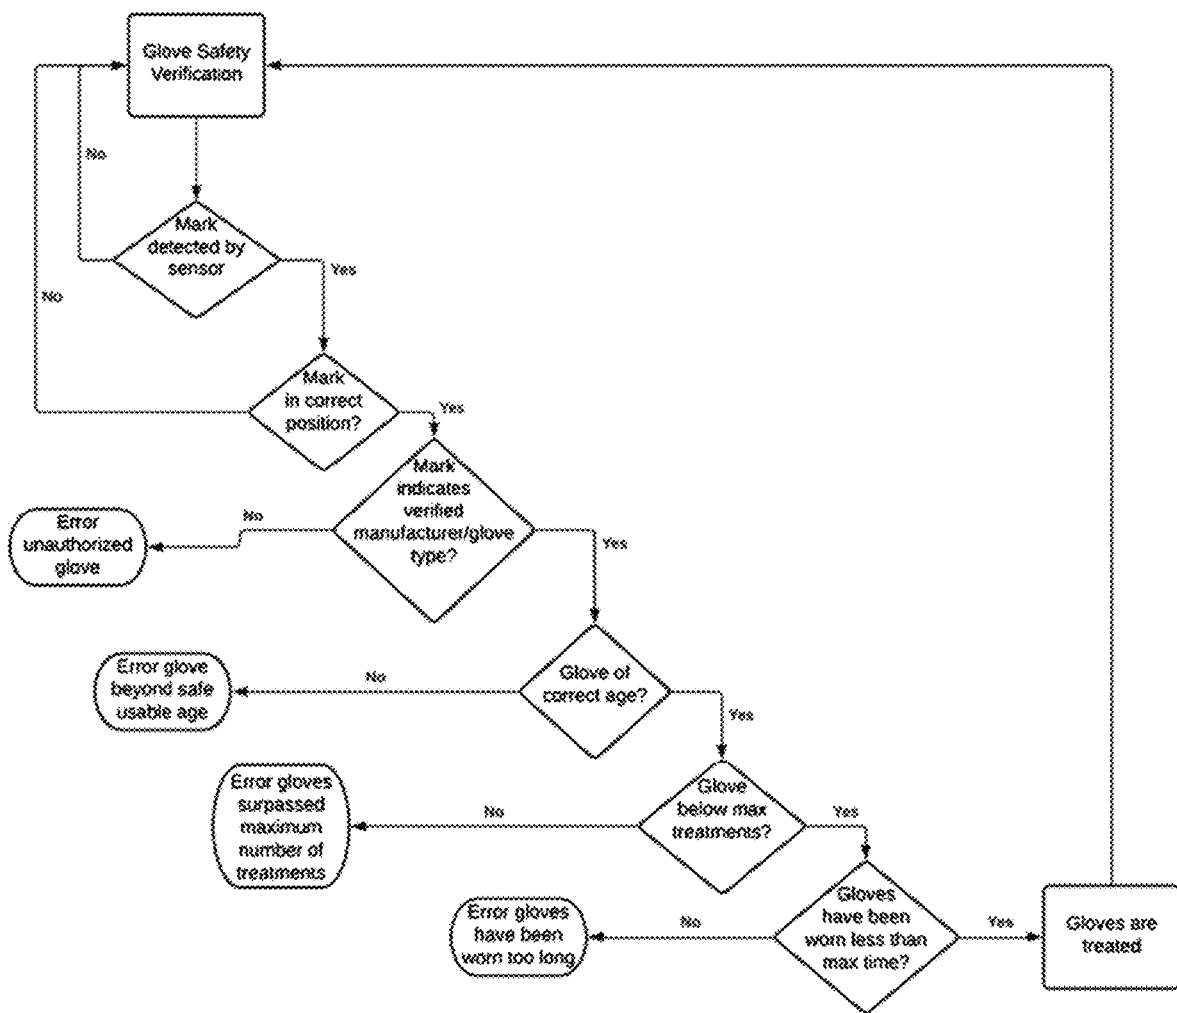 Glove Safety
Verification
No
Mark
detected by
sensor
Yes
No
Mark
in correct
position?
Yes
Mark
indicates
verified
manufacturer/glove
type?
No
Error
unauthorized
glove
Yes
Glove of
correct age?
No
Error glove
beyond safe
usable age
Yes
Glove
below max
treatments?
No
Error gloves
surpassed
maximum
number of
treatments
Yes
Gloves
have been
worn less than
max time?
No
Error gloves
have been
worn too long
Yes
Gloves are
treated